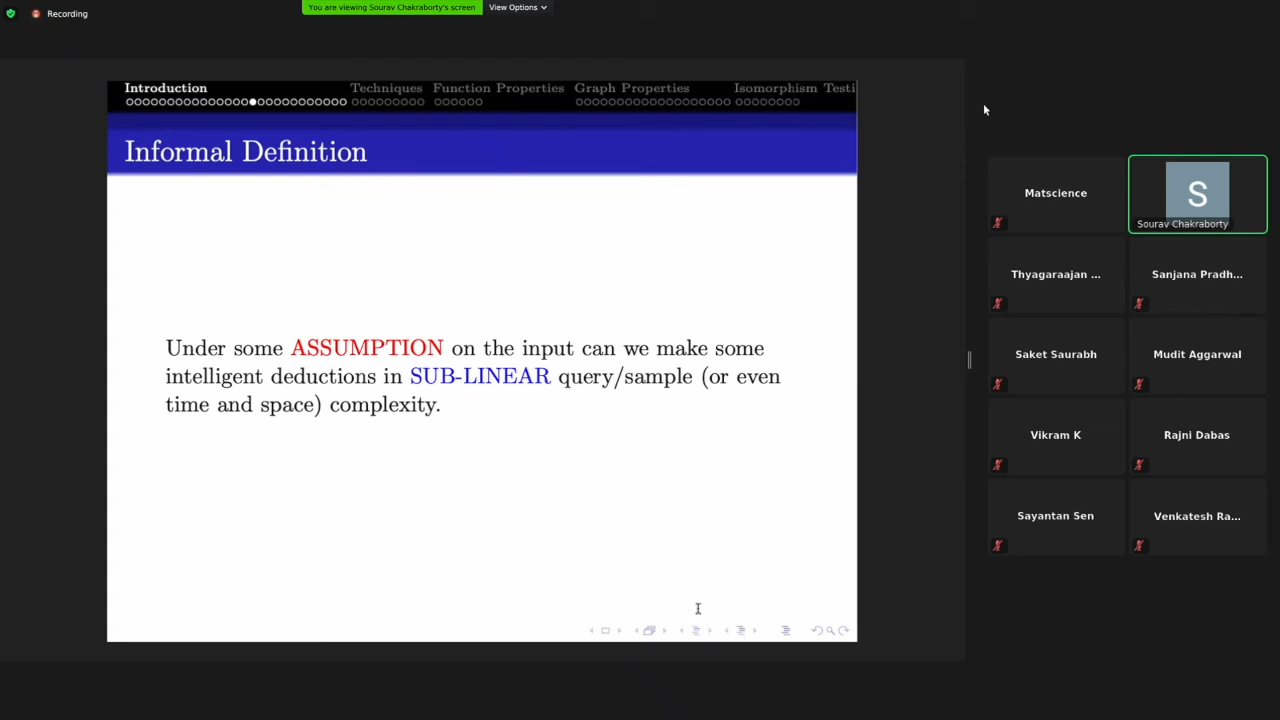 Recording
You are viewing Sourav Chakraborty's screen
View Options
Introduction
Techniques
Function Properties
Graph Properties
Isomorphism Testi
Informal Definition
Under some ASSUMPTION on the input can we make some
intelligent deductions in SUB-LINEAR query/sample (or even
time and space) complexity.
Matscience
S
Sourav Chakraborty
Thyagaraajan ...
Sanjana Pradh...
Saket Saurabh
Mudit Aggarwal
Vikram K
Rajni Dabas
Sayantan Sen
Venkatesh Ra...